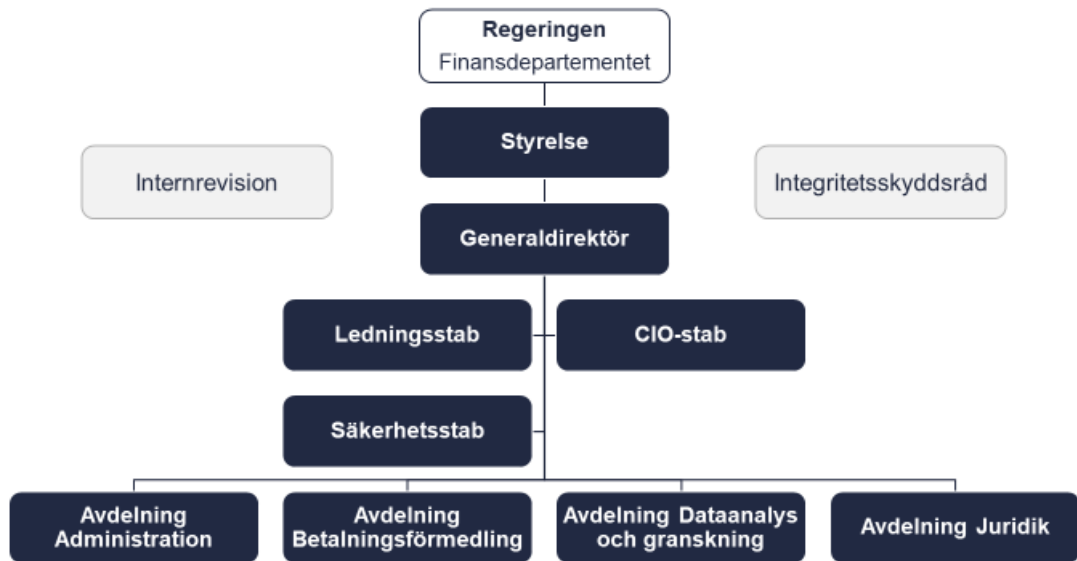 Regeringen
Finansdepartementet
Styrelse
Internrevision
Integritetsskyddsråd
Generaldirektör
Ledningsstab
CIO-stab
Säkerhetsstab
Avdelning
Administration
Avdelning
Betalningsförmedling
Avdelning Dataanalys
och granskning
Avdelning Juridik